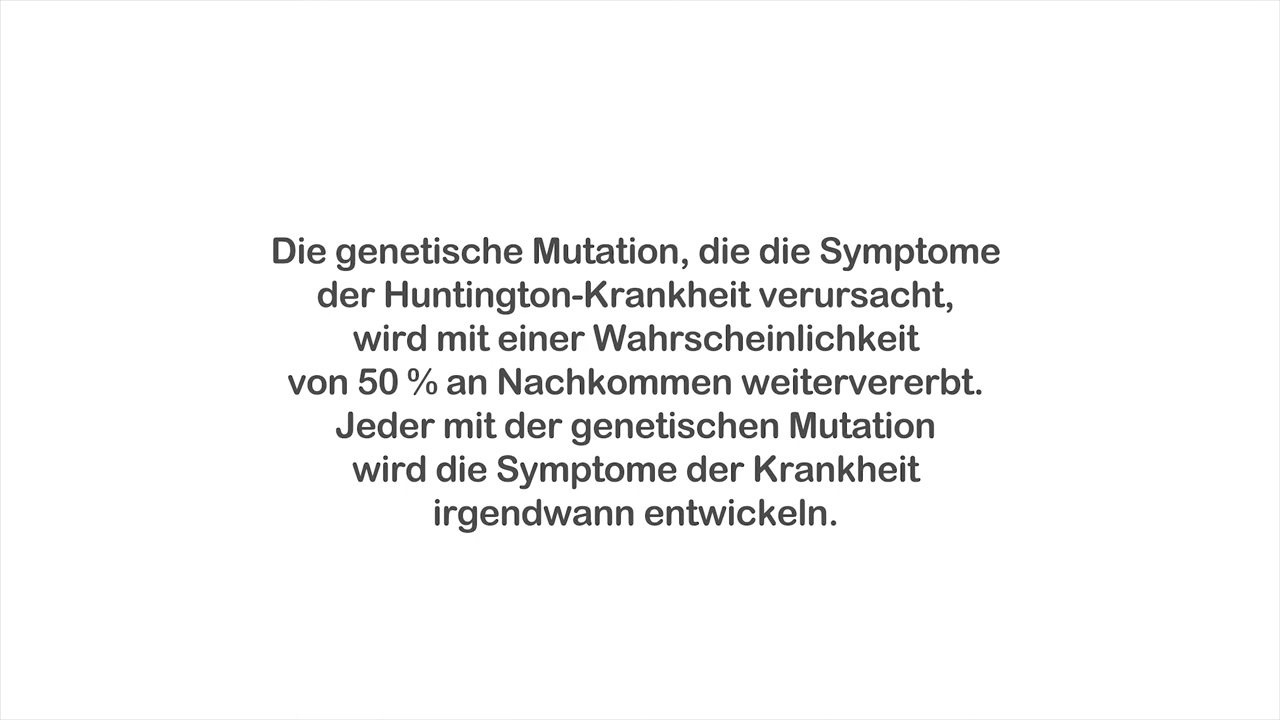 Die genetische Mutation, die die Symptome
der Huntington-Krankheit verursacht,
wird mit einer Wahrscheinlichkeit
von 50 % an Nachkommen weitervererbt.
Jeder mit der genetischen Mutation
wird die Symptome der Krankheit
irgendwann entwickeln.